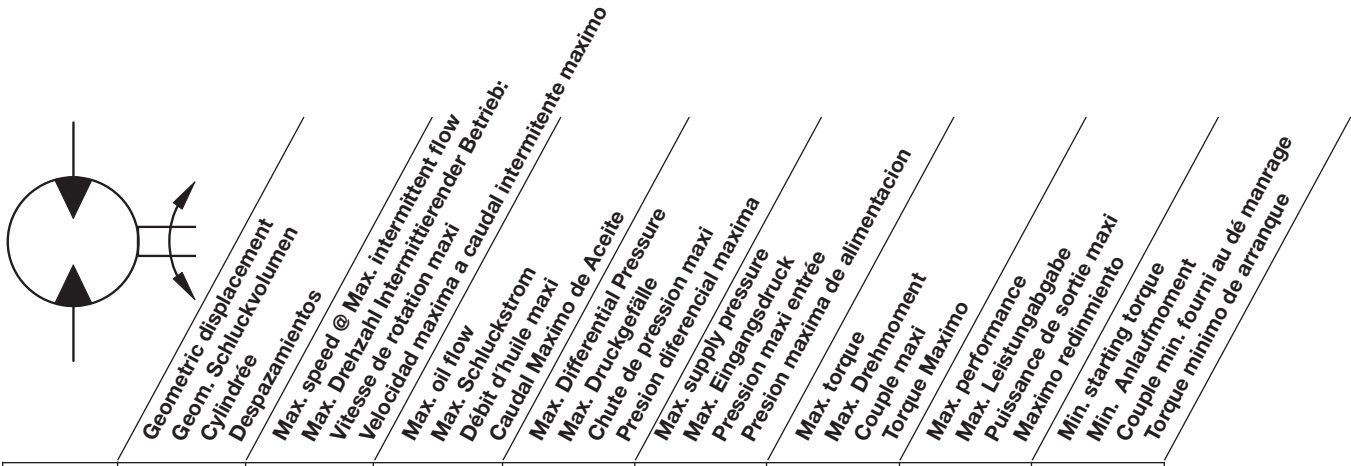 Geometric displacement
Geom. Schluckvolumen
Cylindrée
Despazamientos
Max. speed @ Max. intermittent flow
Max. Drehzahl Intermittierender Betrieb:
Vitesse de rotation maxi
Velocidad maxima a caudal intermitente maximo
Max. oil flow
Max. Schluckstrom
Débit d'huile maxi
Caudal Maximo de Aceite
Max. Differential Pressure
Max. Druckgefälle
Chute de pression maxi
Presion diferencial maxima
Max. supply pressure
Max. Eingangsdruck
Pression maxi entrée
Presion maxima de alimentacion
Max. torque
Max. Drehmoment
Couple maxi
Torque Maximo
Max. performance
Max. Leistungabgabe
Puissance de sortie maxi
Maximo redinmiento
Min. starting torque
Min. Anlaufmoment
Couple min. fourni au dé manrage
Torque minimo de arranque